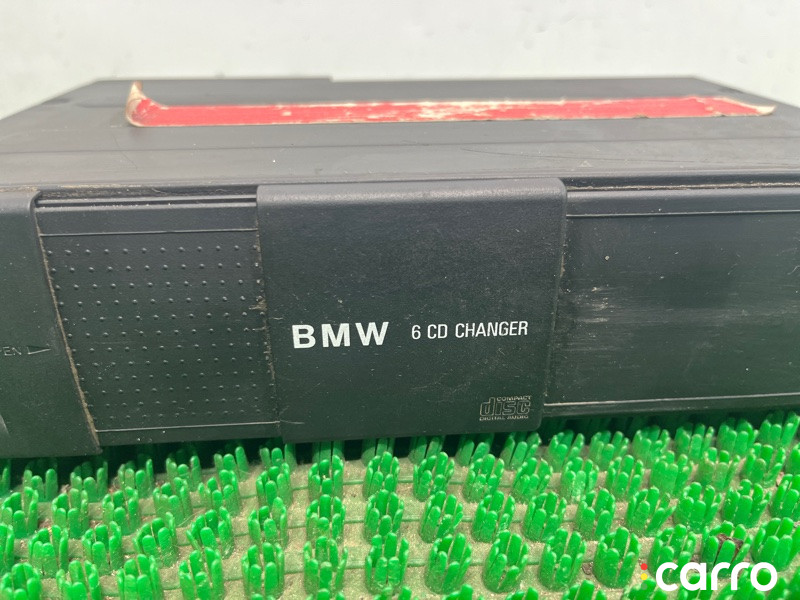 BMW 6 CD CHANGER
COMPACT
disc
DIGITAL AUDIO
carro